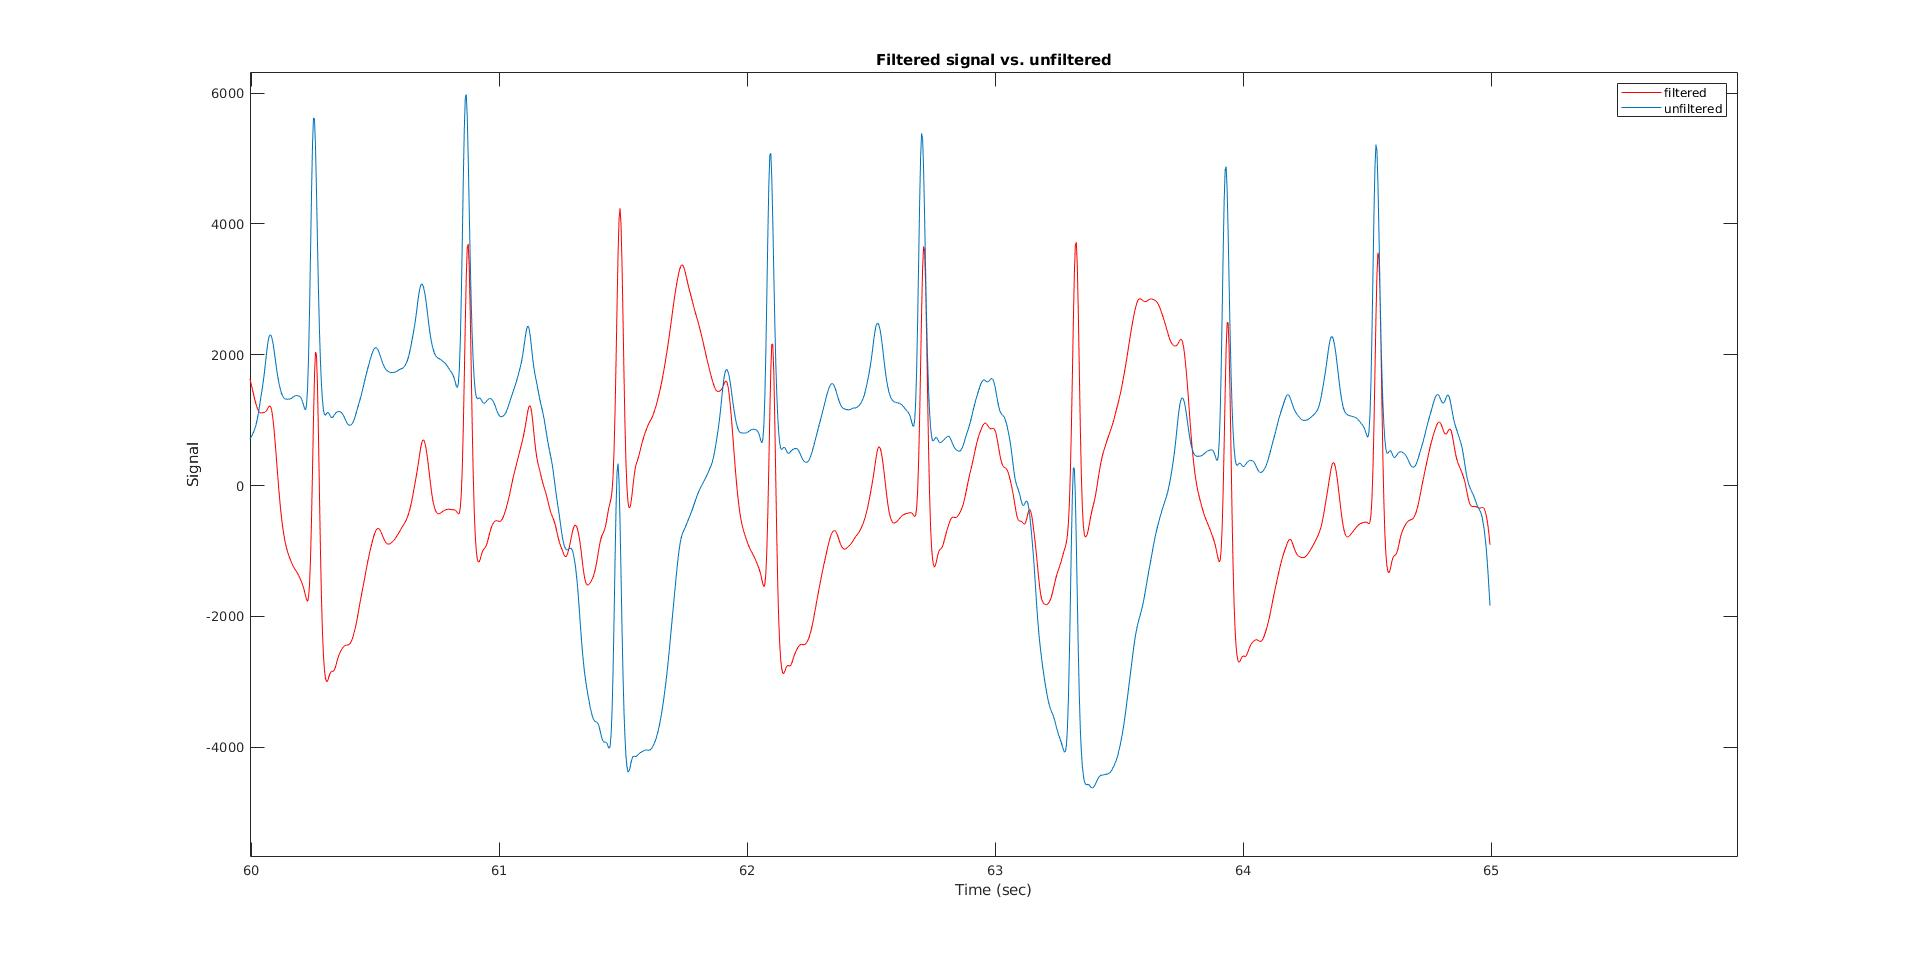 Filtered signal vs. unfiltered
filtered
unfiltered
6000
4000
2000
0
-2000
-4000
Signal
60 61 62 63 64 65
Time (sec)